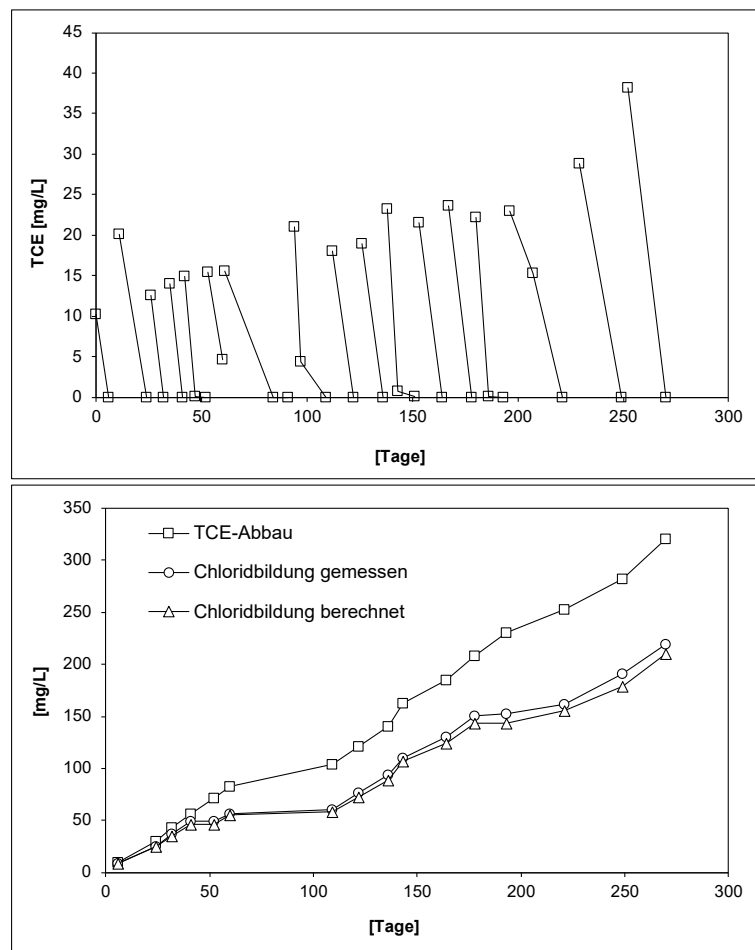 45
40
35
30
25
20
15
10
5
0
TCE [mg/L]
0 50 100 150 200 250 300
[Tage]
350
300
250
200
150
100
50
0
[mg/L]
TCE-Abbau
Chloridbildung gemessen
Chloridbildung berechnet
0 50 100 150 200 250 300
[Tage]